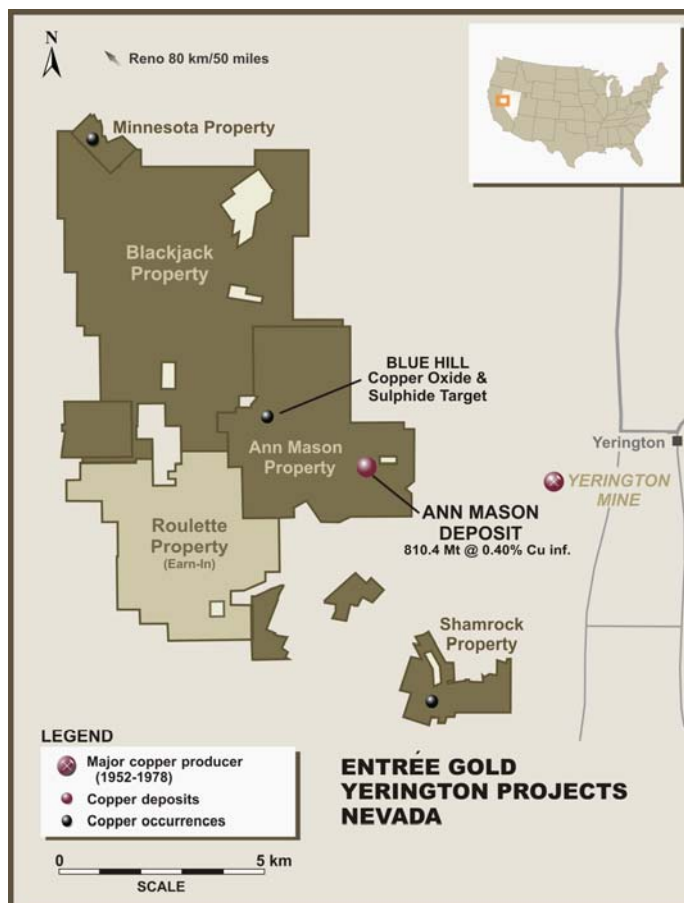 N
Reno 80 km/50 miles
Minnesota Property
Blackjack
Property
BLUE HILL
Copper Oxide &
Sulphide Target
Yerington
Ann Mason
Property
YERINGTON
MINE
ANN MASON
DEPOSIT
810.4 Mt @ 0.40% Cu inf.
Roulette
Property
(Earn-In)
Shamrock
Property
LEGEND
Major copper producer
(1952-1978)
Copper deposits
Copper occurrences
0 5 km
SCALE
ENTRÉE GOLD
YERINGTON PROJECTS
NEVADA